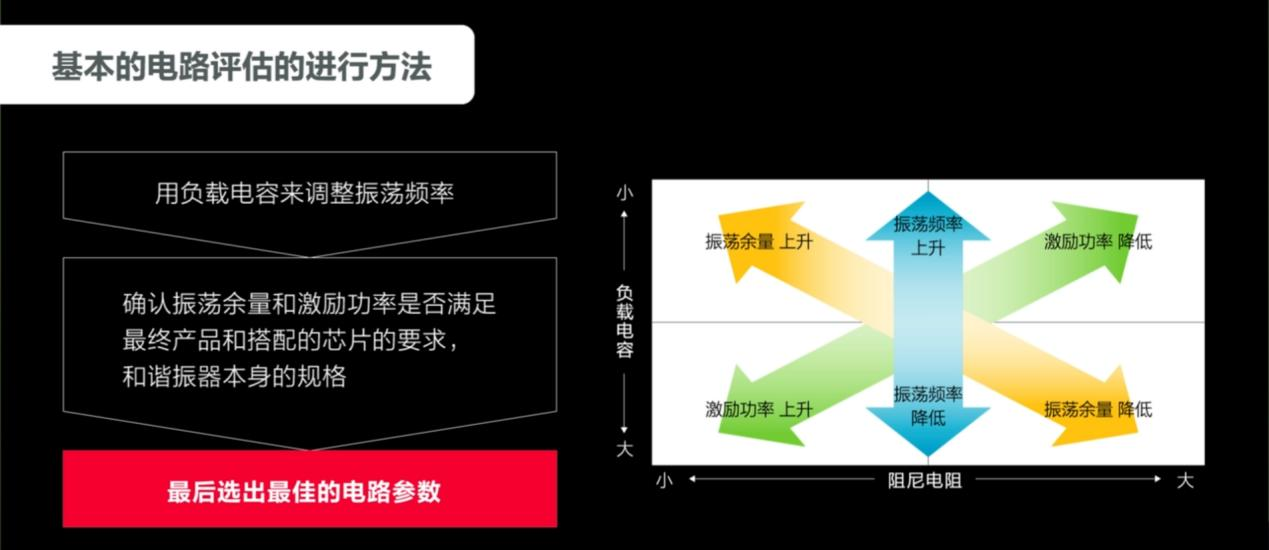 基本的电路评估的进行方法
用负载电容来调整振荡频率
确认振荡余量和激励功率是否满足
最终产品和搭配的芯片的要求，
和谐振器本身的规格
最后选出最佳的电路参数
小
负载电容
大
振荡余量 上升
振荡频率
上升
激励功率 降低
激励功率 上升
振荡频率
降低
振荡余量 降低
小
阻尼电阻
大